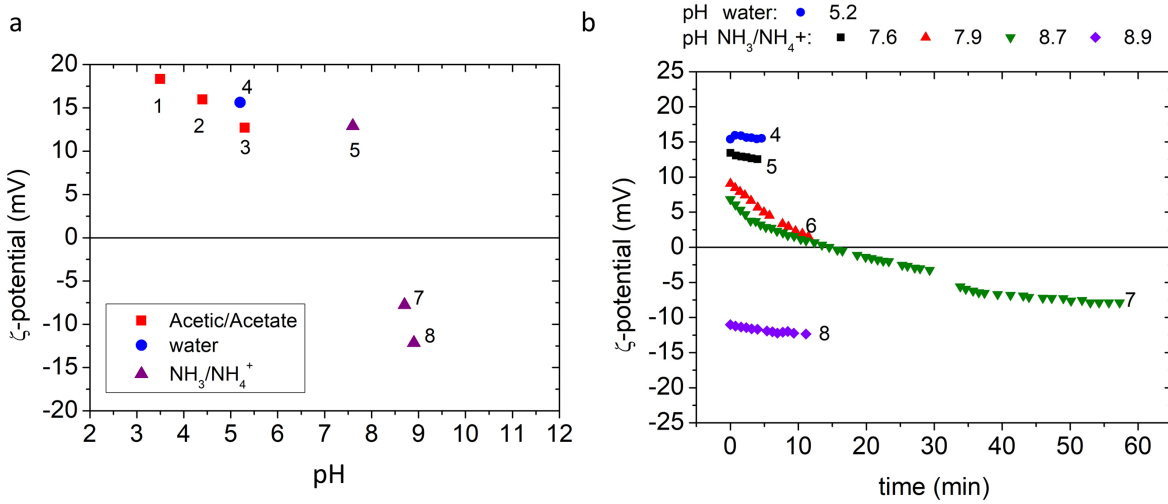 a
20
15
10
5
0
-5
-10
-15
-20
ζ-potential (mV)
1
2
3
4
5
7
8
Acetic/Acetate
water
NH3/NH4+
2 3 4 5 6 7 8 9 10 11 12
pH
b
pH water: 5.2
pH NH3/NH4+: 7.6 7.9 8.7 8.9
25
20
15
10
5
0
-5
-10
-15
-20
-25
ζ-potential (mV)
4
5
6
7
8
0 10 20 30 40 50 60
time (min)